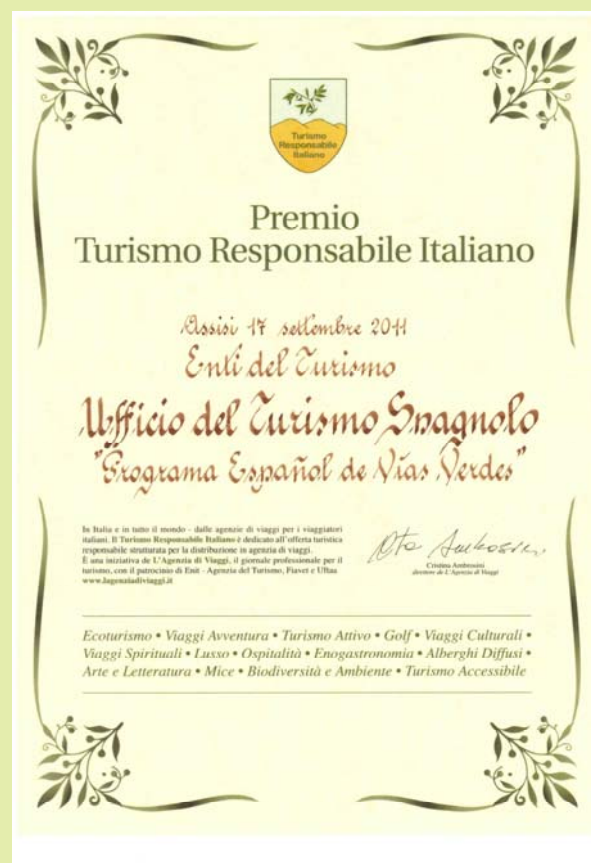 Turismo
Responsabile
Italiano
Premio
Turismo Responsabile Italiano
Assisi 17 settembre 2011
Enti del Turismo
Ufficio del Turismo Spagnolo
"Programa Español de Vías Verdes"
In Italia e in tutto il mondo - dalle agenzie di viaggi per i viaggiatori
italiani. Il Turismo Responsabile Italiano è dedicato all'offerta turistica
responsabile strutturata per la distribuzione in agenzia di viaggi.
È una iniziativa de L'Agenzia di Viaggi, il giornale professionale per il
turismo, con il patrocinio di Enit - Agenzia del Turismo, Fiavet e Uftaa
www.lagenziadiviaggi.it
Cristina Ambrosini
direttore de L'Agenzia di Viaggi
Ecoturismo • Viaggi Avventura • Turismo Attivo • Golf • Viaggi Culturali •
Viaggi Spirituali • Lusso • Ospitalità • Enogastronomia • Alberghi Diffusi •
Arte e Letteratura • Mice • Biodiversità e Ambiente • Turismo Accessibile